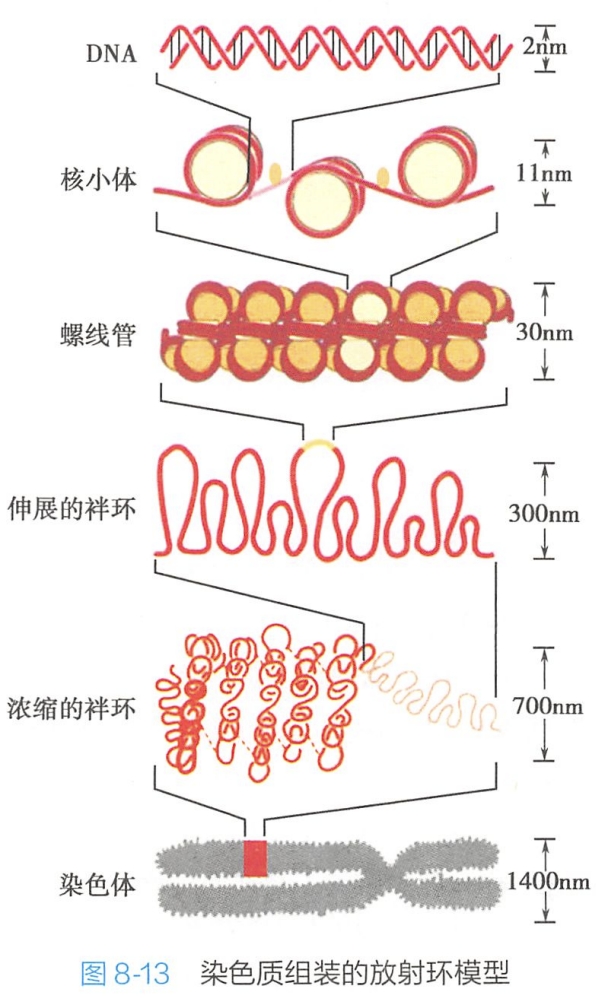 DNA
2nm
核小体
11nm
螺线管
30nm
伸展的袢环
300nm
浓缩的袢环
700nm
染色体
1400nm
图 8-13 染色质组装的放射环模型